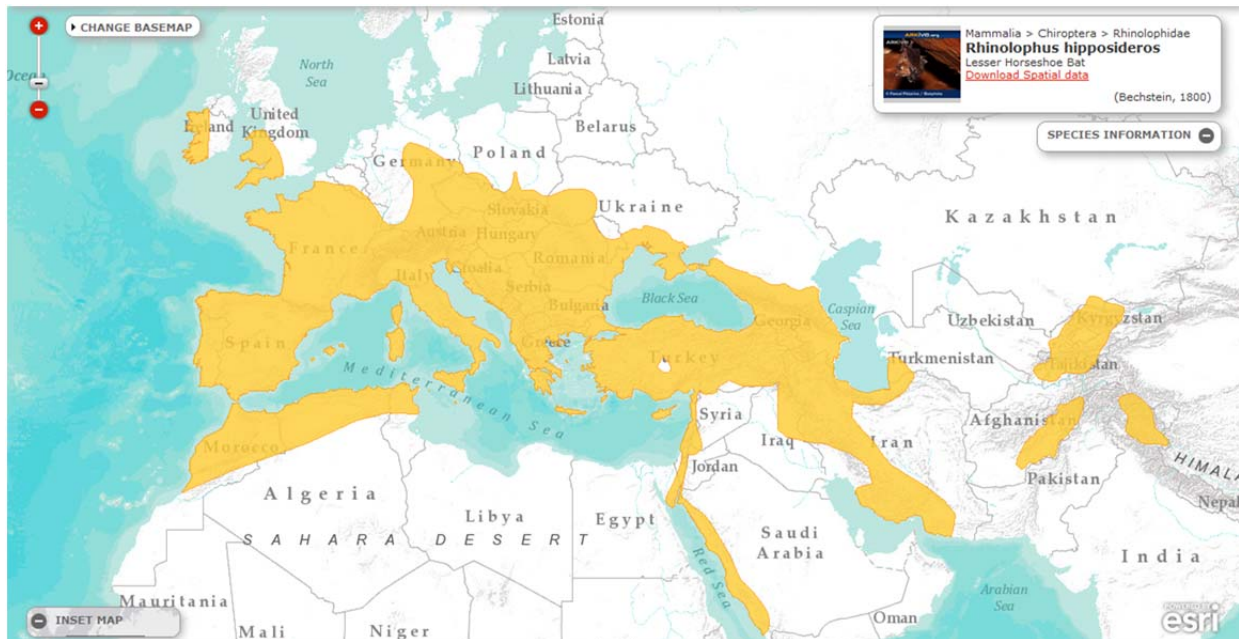 CHANGE BASEMAP
Mammalia > Chiroptera > Rhinolophidae
Rhinolophus hipposideros
Lesser Horseshoe Bat
Download Spatial data
(Bechstein, 1800)
SPECIES INFORMATION
Estonia
Latvia
Lithuania
Belarus
North
Sea
United
Kingdom
Ireland
Germany
Poland
Ukraine
Kazakhstan
Slovakia
Austria
Hungary
France
Italy
Croatia
Romania
Serbia
Bulgaria
Black Sea
Caspian
Sea
Georgia
Uzbekistan
Kyrgyzstan
Spain
Greece
Turkey
Turkmenistan
Tajikistan
Mediterranean Sea
Syria
Iraq
Iran
Afghanistan
Morocco
Jordan
Pakistan
Algeria
Libya
Egypt
Saudi
Arabia
SAHARA DESERT
Red Sea
India
Mauritania
Mali
Niger
Oman
Arabian
Sea
INSET MAP
POWERED BY
esri